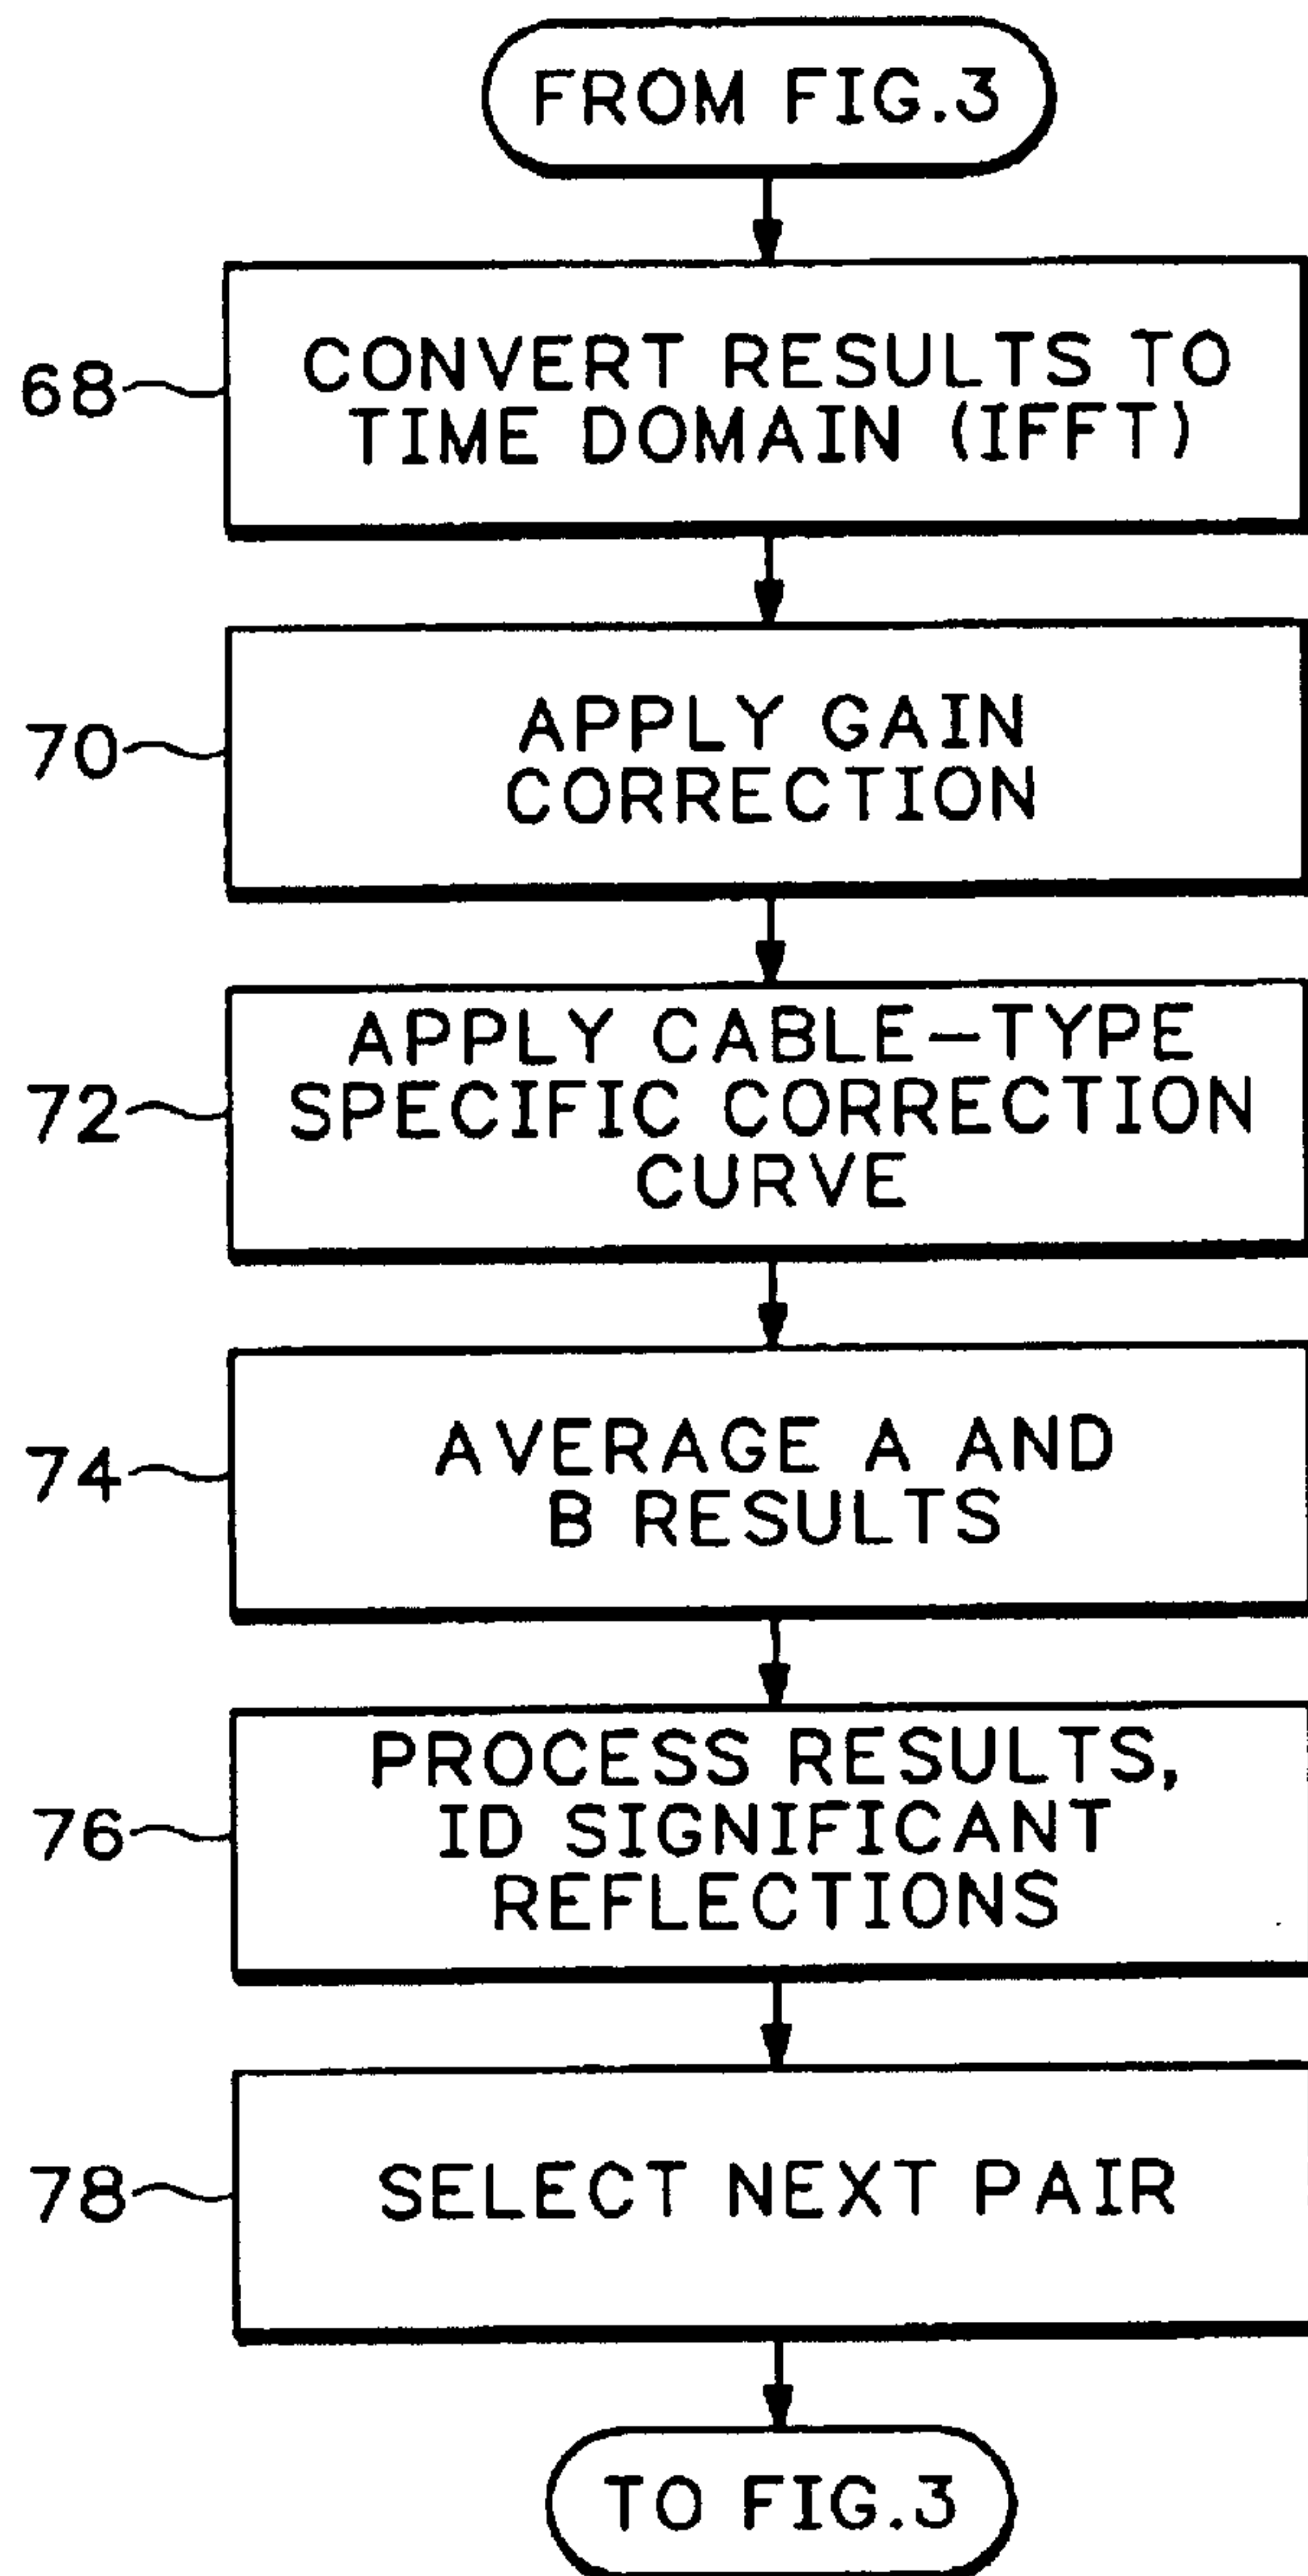 FROM FIG.3
68
CONVERT RESULTS TO
TIME DOMAIN (IFFT)
70
APPLY GAIN
CORRECTION
72
APPLY CABLE-TYPE
SPECIFIC CORRECTION
CURVE
74
AVERAGE A AND
B RESULTS
76
PROCESS RESULTS,
ID SIGNIFICANT
REFLECTIONS
78
SELECT NEXT PAIR
TO FIG.3